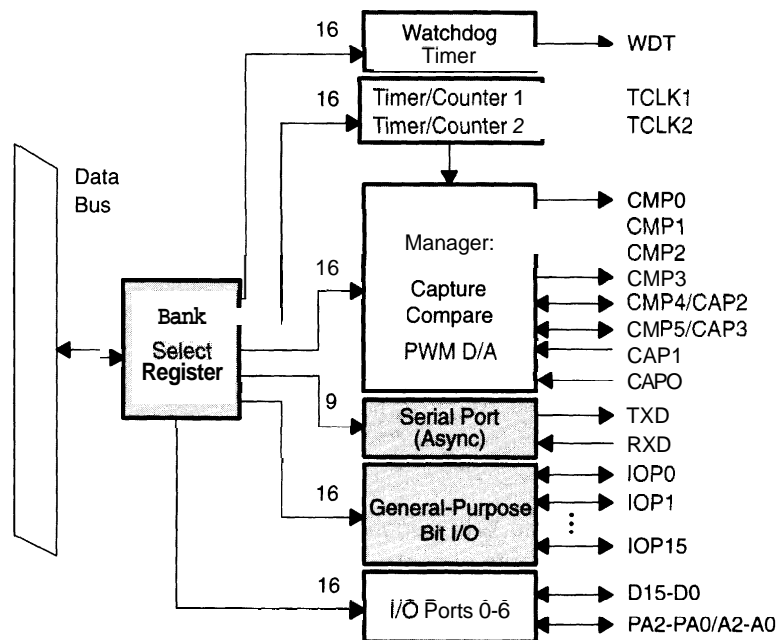 16
Watchdog
Timer
WDT
16
Timer/Counter 1
TCLK1
Timer/Counter 2
TCLK2
Data
Bus
CMP0
CMP1
Manager:
CMP2
16
CMP3
Capture
CMP4/CAP2
Compare
CMP5/CAP3
Bank
Select
Register
PWM D/A
CAP1
CAPO
9
Serial Port
TXD
(Async)
RXD
IOP0
16
General-Purpose
IOP1
Bit I/O
IOP15
16
D15-D0
I/O Ports 0-6
PA2-PA0/A2-A0